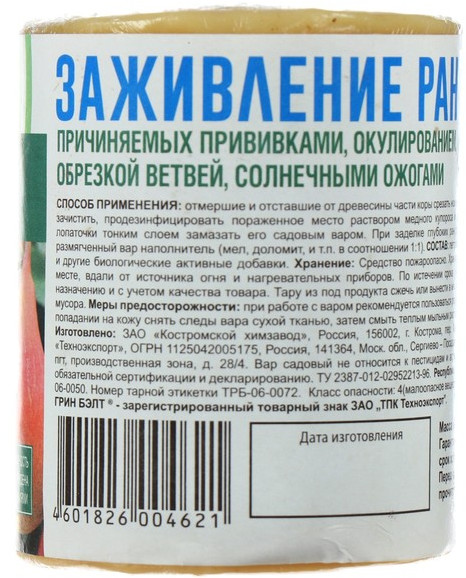 ЗАЖИВЛЕНИЕ РАН
ПРИЧИНЯЕМЫХ ПРИВИВКАМИ, ОКУЛИРОВАНИЕМ,
ОБРЕЗКОЙ ВЕТВЕЙ, СОЛНЕЧНЫМИ ОЖОГАМИ
СПОСОБ ПРИМЕНЕНИЯ: отмершие и отставшие от древесины части коры срезать
зачистить, продезинфицировать пораженное место раствором медного купороса
лопаточки тонким слоем замазать его садовым варом. При заделке глубоких
размягченный вар наполнитель (мел, доломит, и т.п. в соотношении 1:1). СОСТАВ:
и другие биологические активные добавки. Хранение: Средство пожароопасно.
месте, вдали от источника огня и нагревательных приборов. По истечении
назначению и с учетом качества товара. Тару из под продукта сжечь или вынести в
мусора. Меры предосторожности: при работе с варом рекомендуется пользоваться
попадании на кожу снять следы вара сухой тканью, затем смыть теплым мыльным
Изготовлено: ЗАО «Костромской химзавод», Россия, 156002, г. Кострома,
"Техноэкспорт», ОГРН 1125042005175, Россия, 141364, Моск. обл., Сергиево -
пгт, производственная зона, д. 28/4. Вар садовый не относится к пестицидам и
обязательной сертификации и декларированию. ТУ 2387-012-02952213-96.
06-0050. Номер тарной этикетки ТРБ-06-0072. Класс опасности: 4(малоопасное
ГРИН БЭЛТ ® - зарегистрированный товарный знак ЗАО "ТПК Техноэкспорт".
Дата изготовления
4 601826 004621